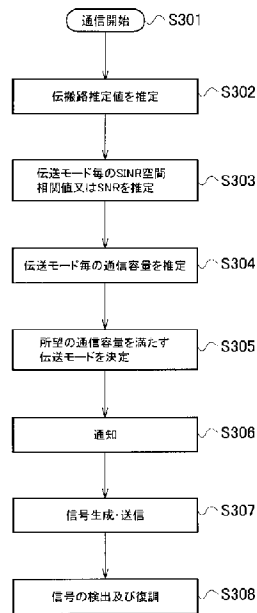 通信開始 S301
伝搬路推定値を推定 S302
伝送モード毎のSINR空間
相関値又はSNRを推定 S303
伝送モード毎の通信容量を推定 S304
所望の通信容量を満たす
伝送モードを決定 S305
通知 S306
信号生成・送信 S307
信号の検出及び復調 S308